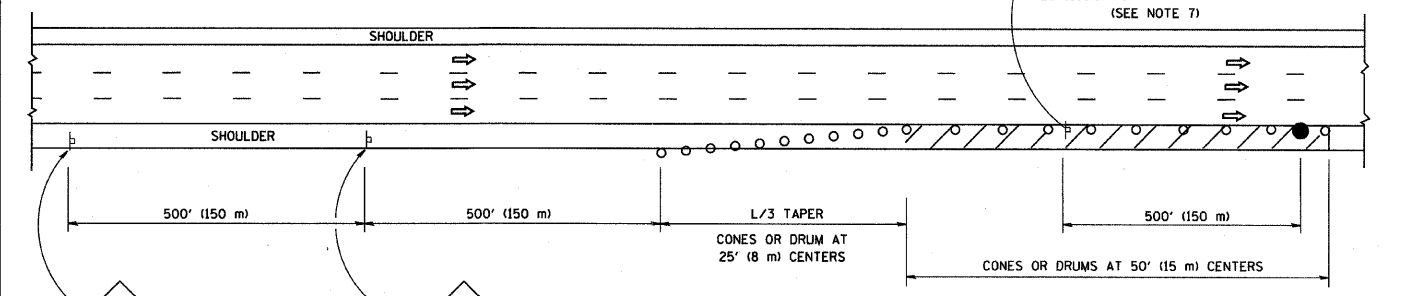 (SEE NOTE 7)
SHOULDER
SHOULDER
500' (150 m)
500' (150 m)
L/3 TAPER
500' (150 m)
CONES OR DRUM AT
25' (8 m) CENTERS
CONES OR DRUMS AT 50' (15 m) CENTERS